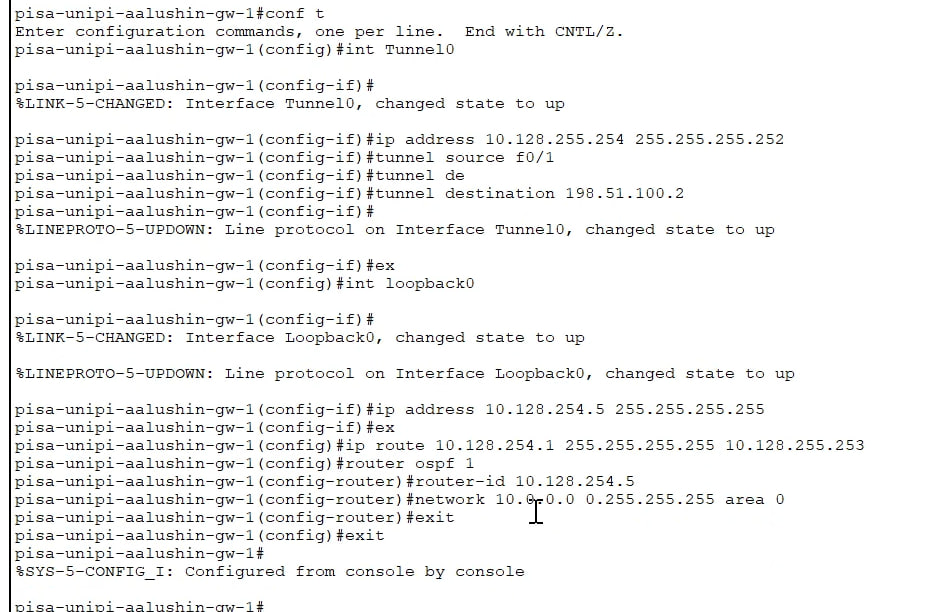 pisa-unipi-aalushin-gw-1#conf t
Enter configuration commands, one per line.  End with CNTL/Z.
pisa-unipi-aalushin-gw-1(config)#int Tunnel0
pisa-unipi-aalushin-gw-1(config-if)#
%LINK-5-CHANGED: Interface Tunnel0, changed state to up
pisa-unipi-aalushin-gw-1(config-if)#ip address 10.128.255.254 255.255.255.252
pisa-unipi-aalushin-gw-1(config-if)#tunnel source f0/1
pisa-unipi-aalushin-gw-1(config-if)#tunnel de
pisa-unipi-aalushin-gw-1(config-if)#tunnel destination 198.51.100.2
pisa-unipi-aalushin-gw-1(config-if)#
%LINEPROTO-5-UPDOWN: Line protocol on Interface Tunnel0, changed state to up
pisa-unipi-aalushin-gw-1(config-if)#ex
pisa-unipi-aalushin-gw-1(config)#int loopback0
pisa-unipi-aalushin-gw-1(config-if)#
%LINK-5-CHANGED: Interface Loopback0, changed state to up
%LINEPROTO-5-UPDOWN: Line protocol on Interface Loopback0, changed state to up
pisa-unipi-aalushin-gw-1(config-if)#ip address 10.128.254.5 255.255.255.255
pisa-unipi-aalushin-gw-1(config-if)#ex
pisa-unipi-aalushin-gw-1(config)#ip route 10.128.254.1 255.255.255.255 10.128.255.253
pisa-unipi-aalushin-gw-1(config)#router ospf 1
pisa-unipi-aalushin-gw-1(config-router)#router-id 10.128.254.5
pisa-unipi-aalushin-gw-1(config-router)#network 10.0.0.0 0.255.255.255 area 0
pisa-unipi-aalushin-gw-1(config-router)#exit
pisa-unipi-aalushin-gw-1(config)#exit
pisa-unipi-aalushin-gw-1#
%SYS-5-CONFIG_I: Configured from console by console
pisa-unipi-aalushin-gw-1#